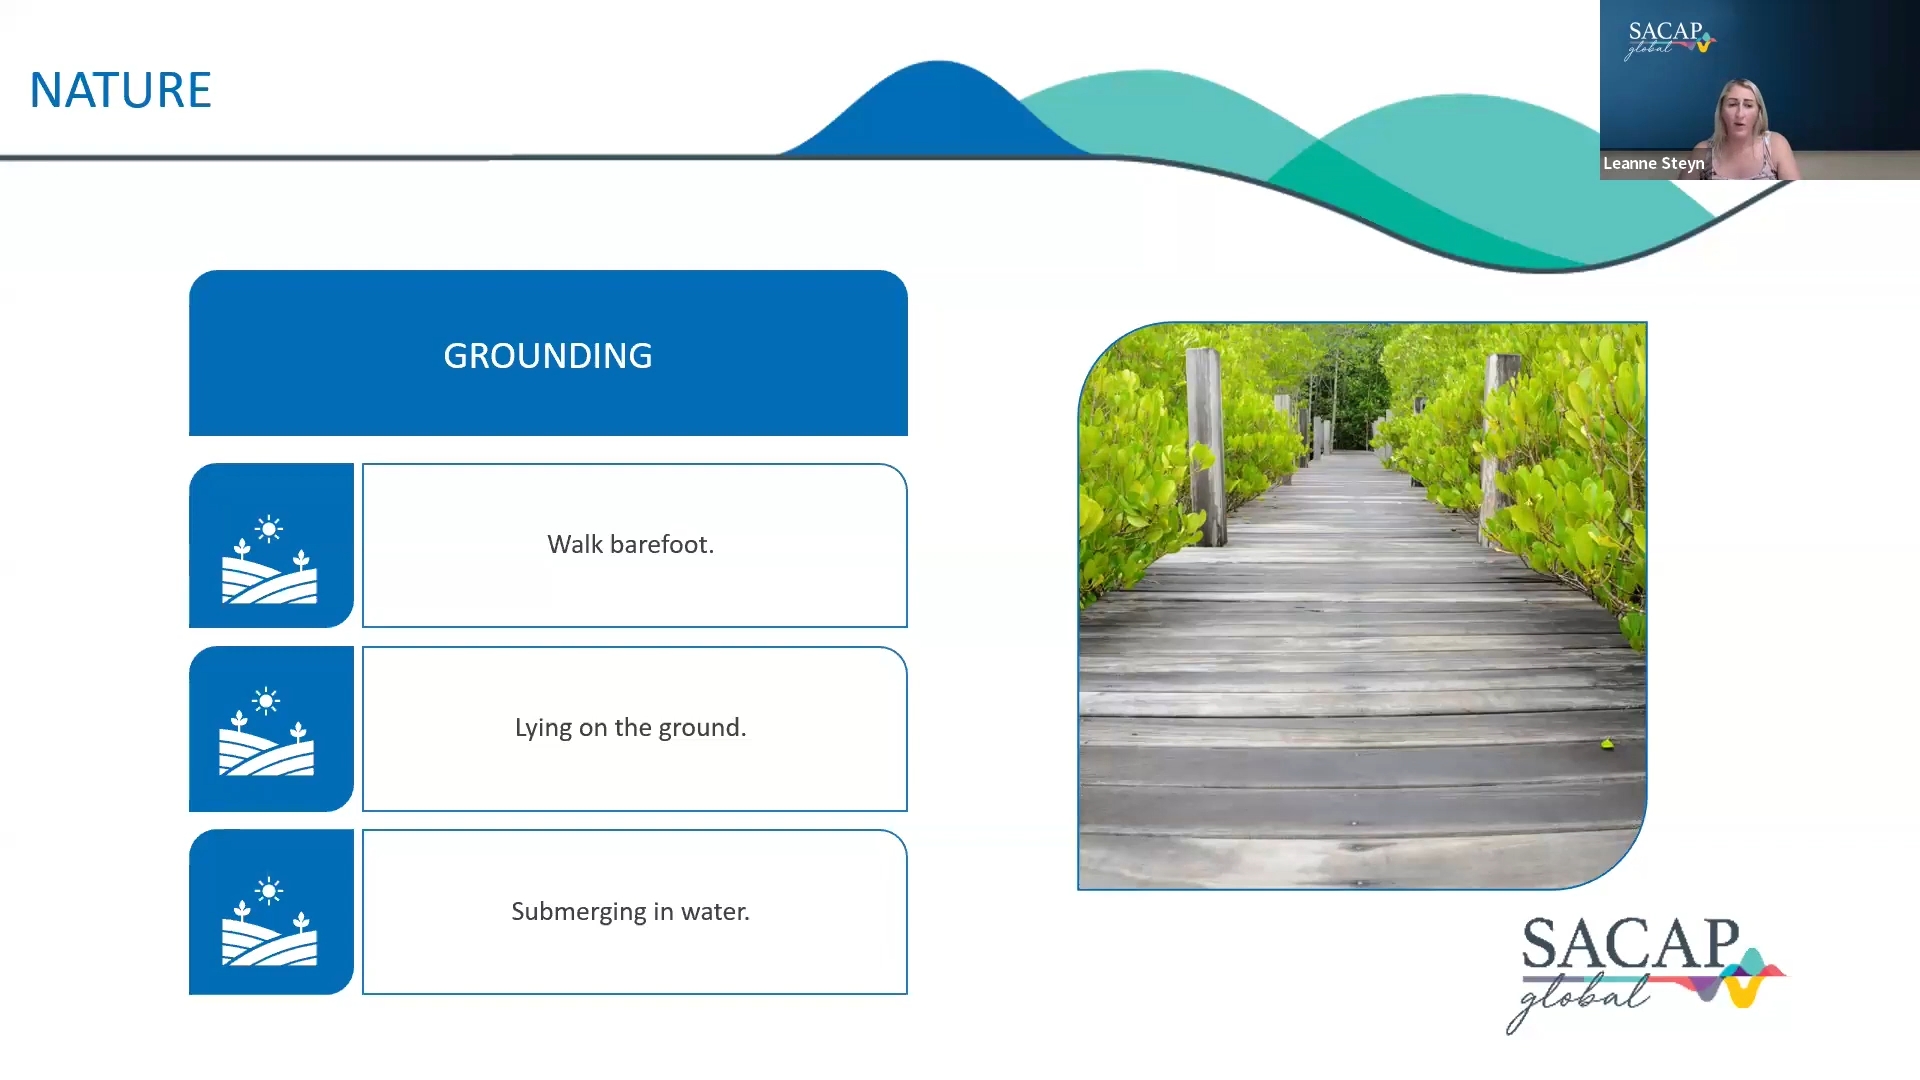 NATURE
SACAP
global
Leanne Steyn
GROUNDING
Walk barefoot.
Lying on the ground.
Submerging in water.
SACAP
global